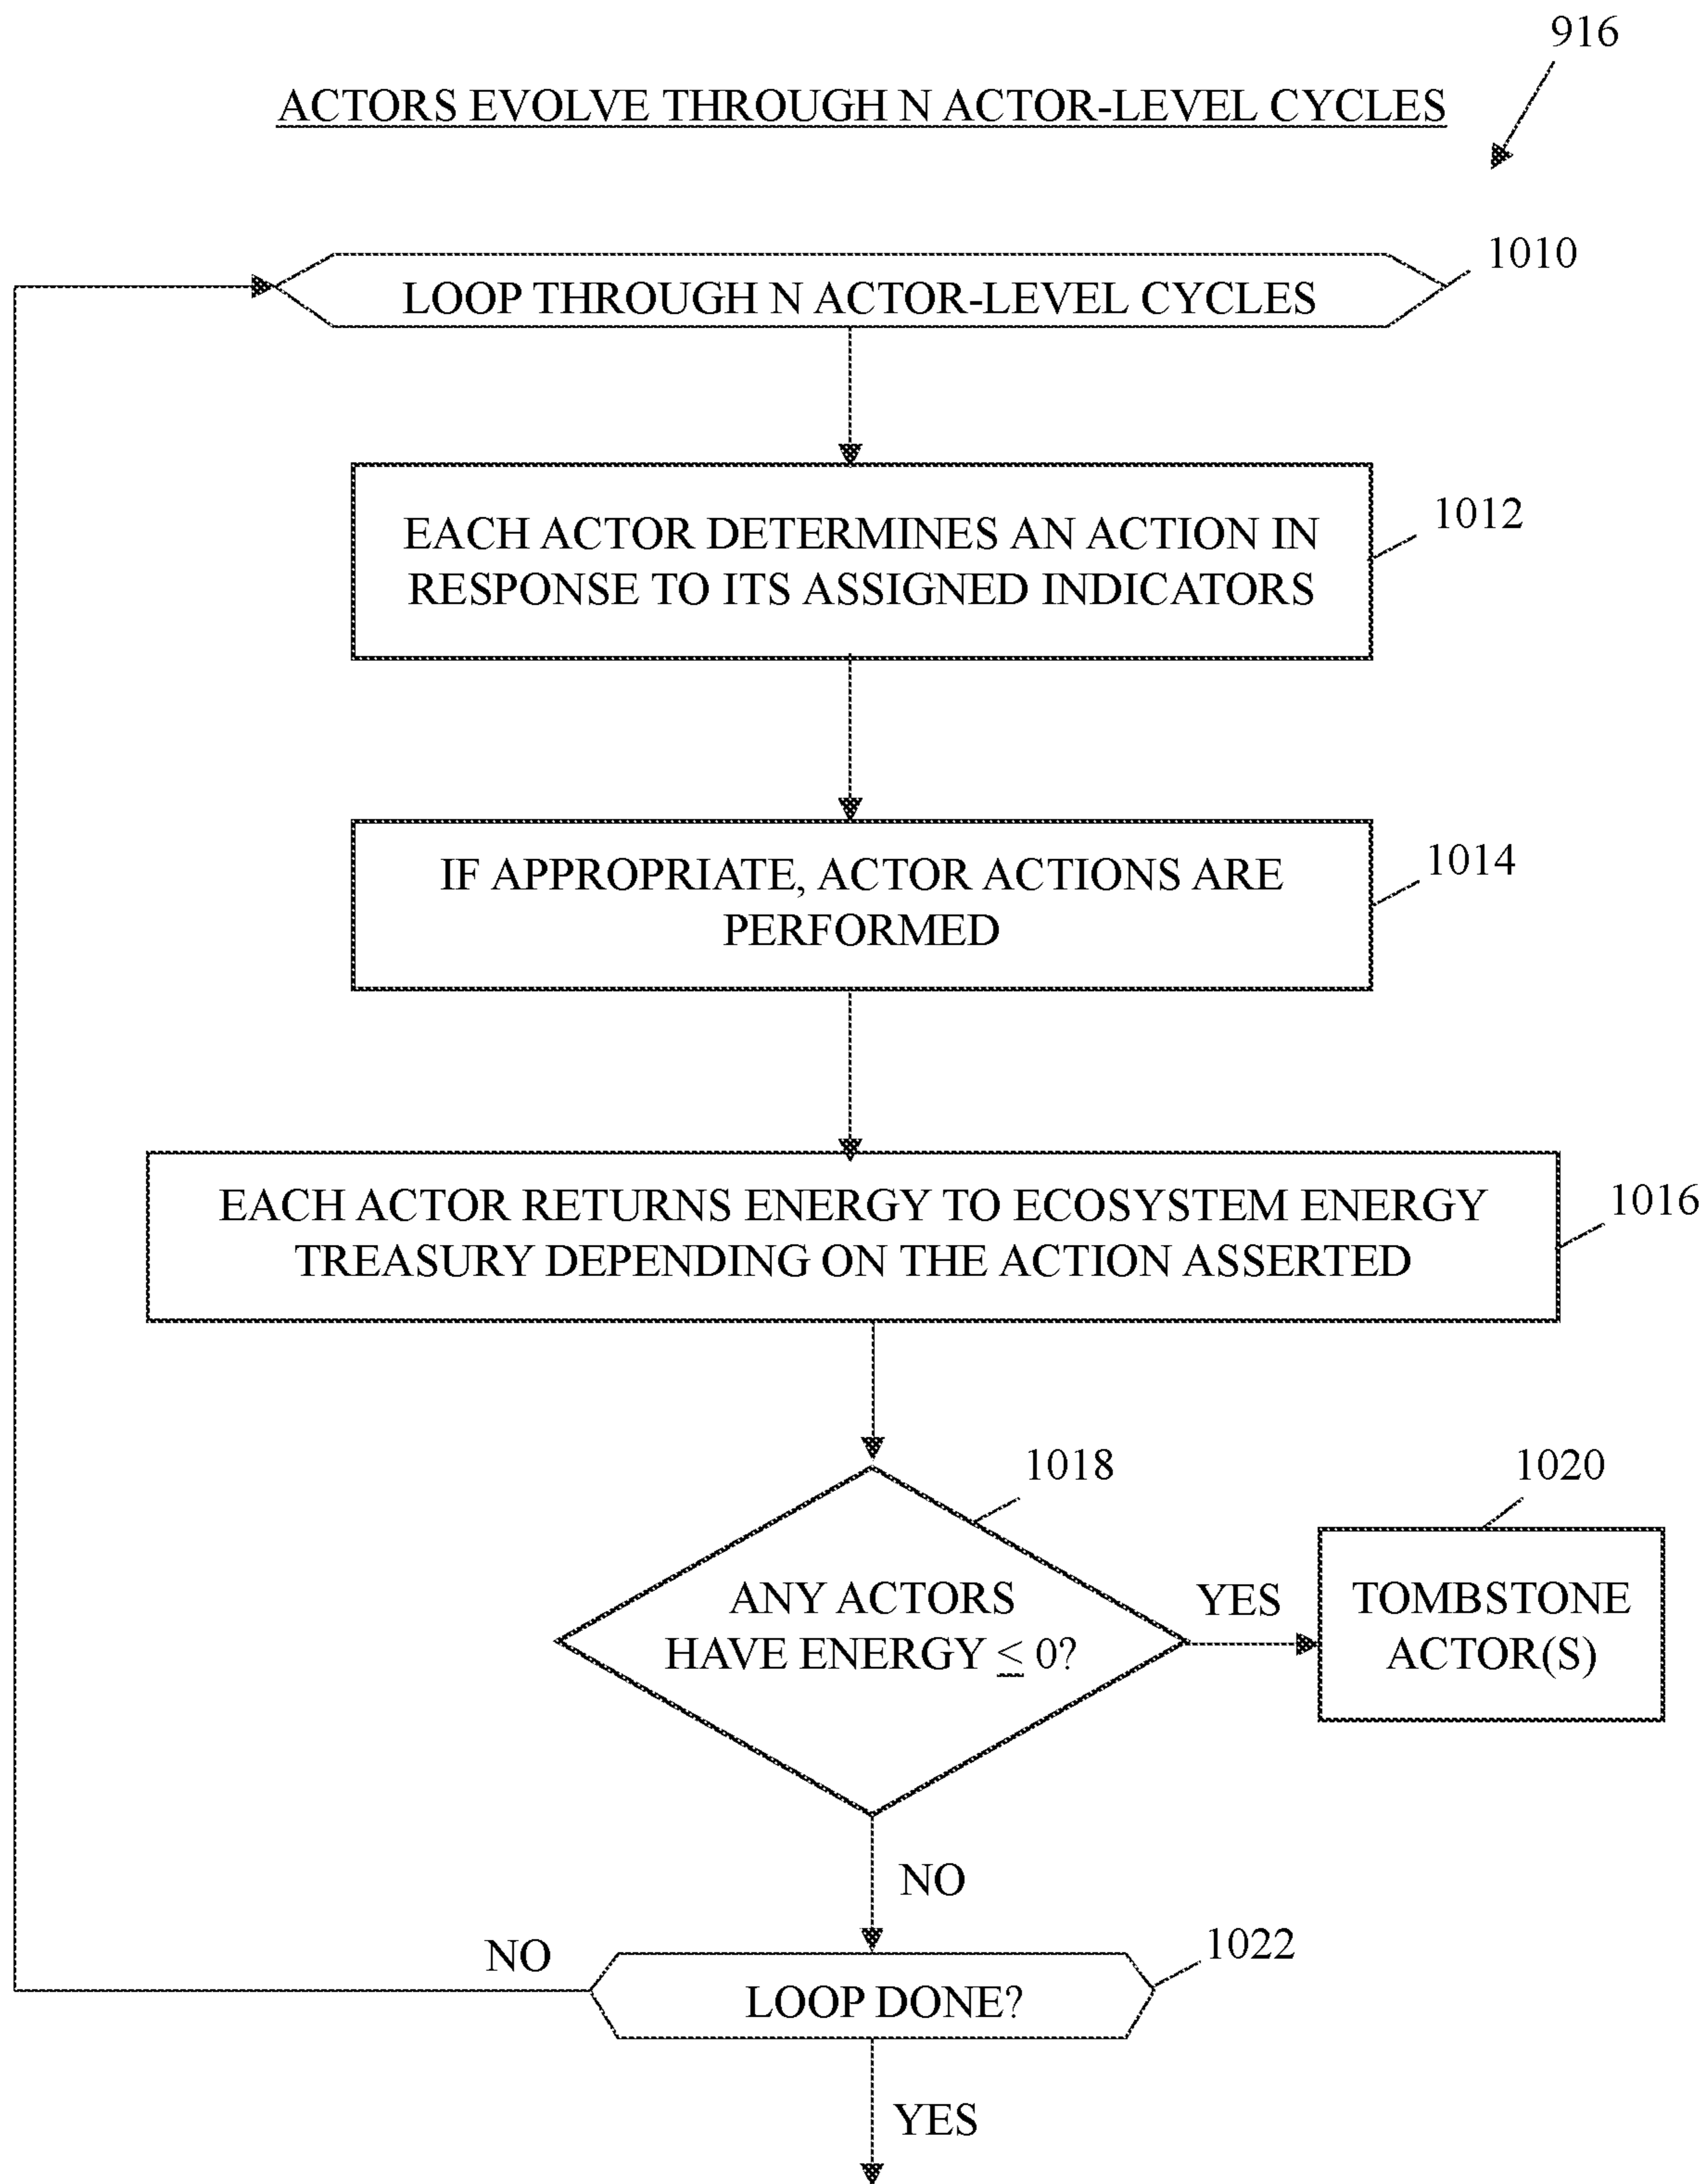 916
ACTORS EVOLVE THROUGH N ACTOR-LEVEL CYCLES
1010
LOOP THROUGH N ACTOR-LEVEL CYCLES
1012
EACH ACTOR DETERMINES AN ACTION IN
RESPONSE TO ITS ASSIGNED INDICATORS
1014
IF APPROPRIATE, ACTOR ACTIONS ARE
PERFORMED
1016
EACH ACTOR RETURNS ENERGY TO ECOSYSTEM ENERGY
TREASURY DEPENDING ON THE ACTION ASSERTED
1018
ANY ACTORS
HAVE ENERGY ≤ 0?
YES
1020
TOMBSTONE
ACTOR(S)
NO
1022
LOOP DONE?
NO
YES